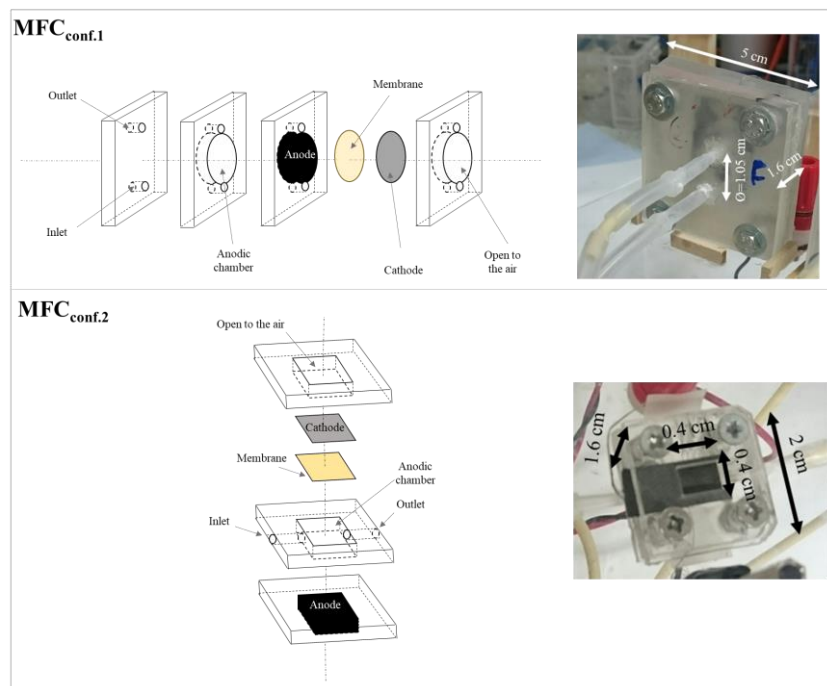 MFCconf.1
Outlet
Inlet
Anodic
chamber
Anode
Membrane
Cathode
Open to
the air
5 cm
Ø=1.05 cm
1.6 cm
MFCconf.2
Open to the air
Cathode
Membrane
Anodic
chamber
Inlet
Outlet
Anode
1.6 cm
0.4 cm
0.4 cm
2 cm